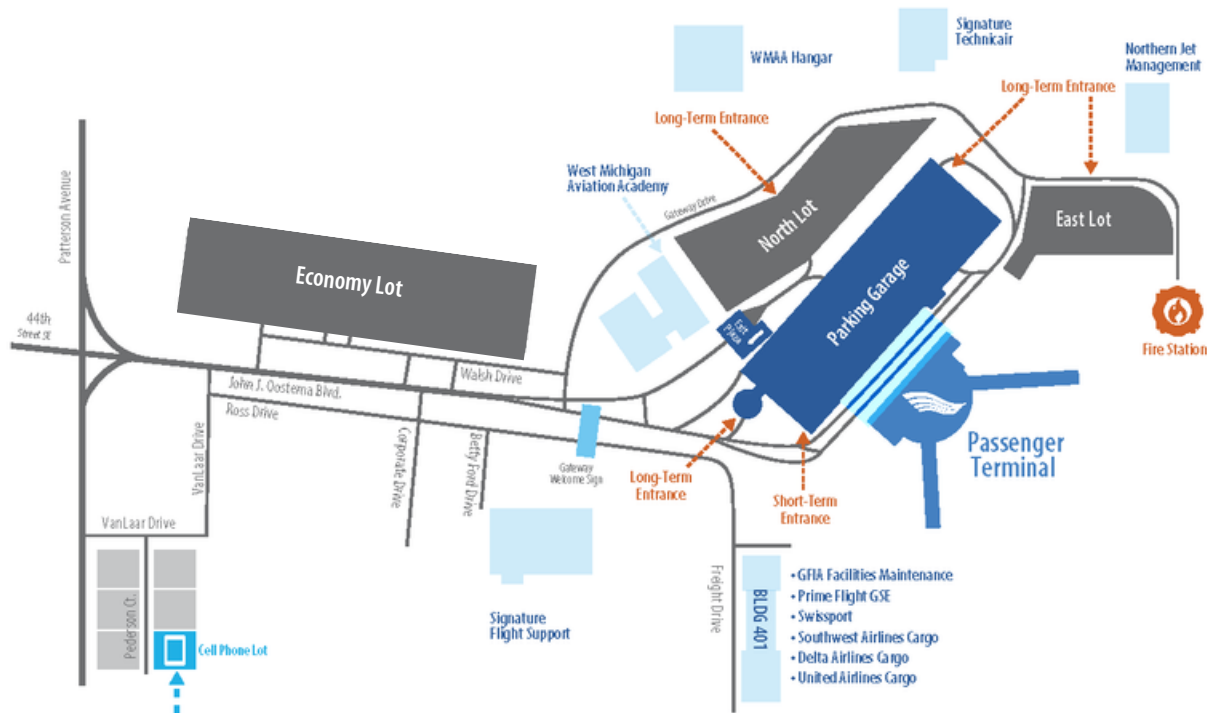 Signature
Technicair
WMAA Hangar
Northern Jet
Management
Long-Term Entrance
Long-Term Entrance
West Michigan
Aviation Academy
Gateway Drive
North Lot
East Lot
Patterson Avenue
Economy Lot
Parking Garage
Exit
Plaza
44th
Street SE
Fire Station
Walsh Drive
John J. Oostema Blvd.
Ross Drive
VanLaar Drive
Corporate Drive
Betty Ford Drive
Gateway
Welcome Sign
Long-Term
Entrance
Short-Term
Entrance
Passenger
Terminal
VanLaar Drive
Pederson Ct.
Cell Phone Lot
Signature
Flight Support
Freight Drive
BLDG 401
• GFIA Facilities Maintenance
• Prime Flight GSE
• Swissport
• Southwest Airlines Cargo
• Delta Airlines Cargo
• United Airlines Cargo